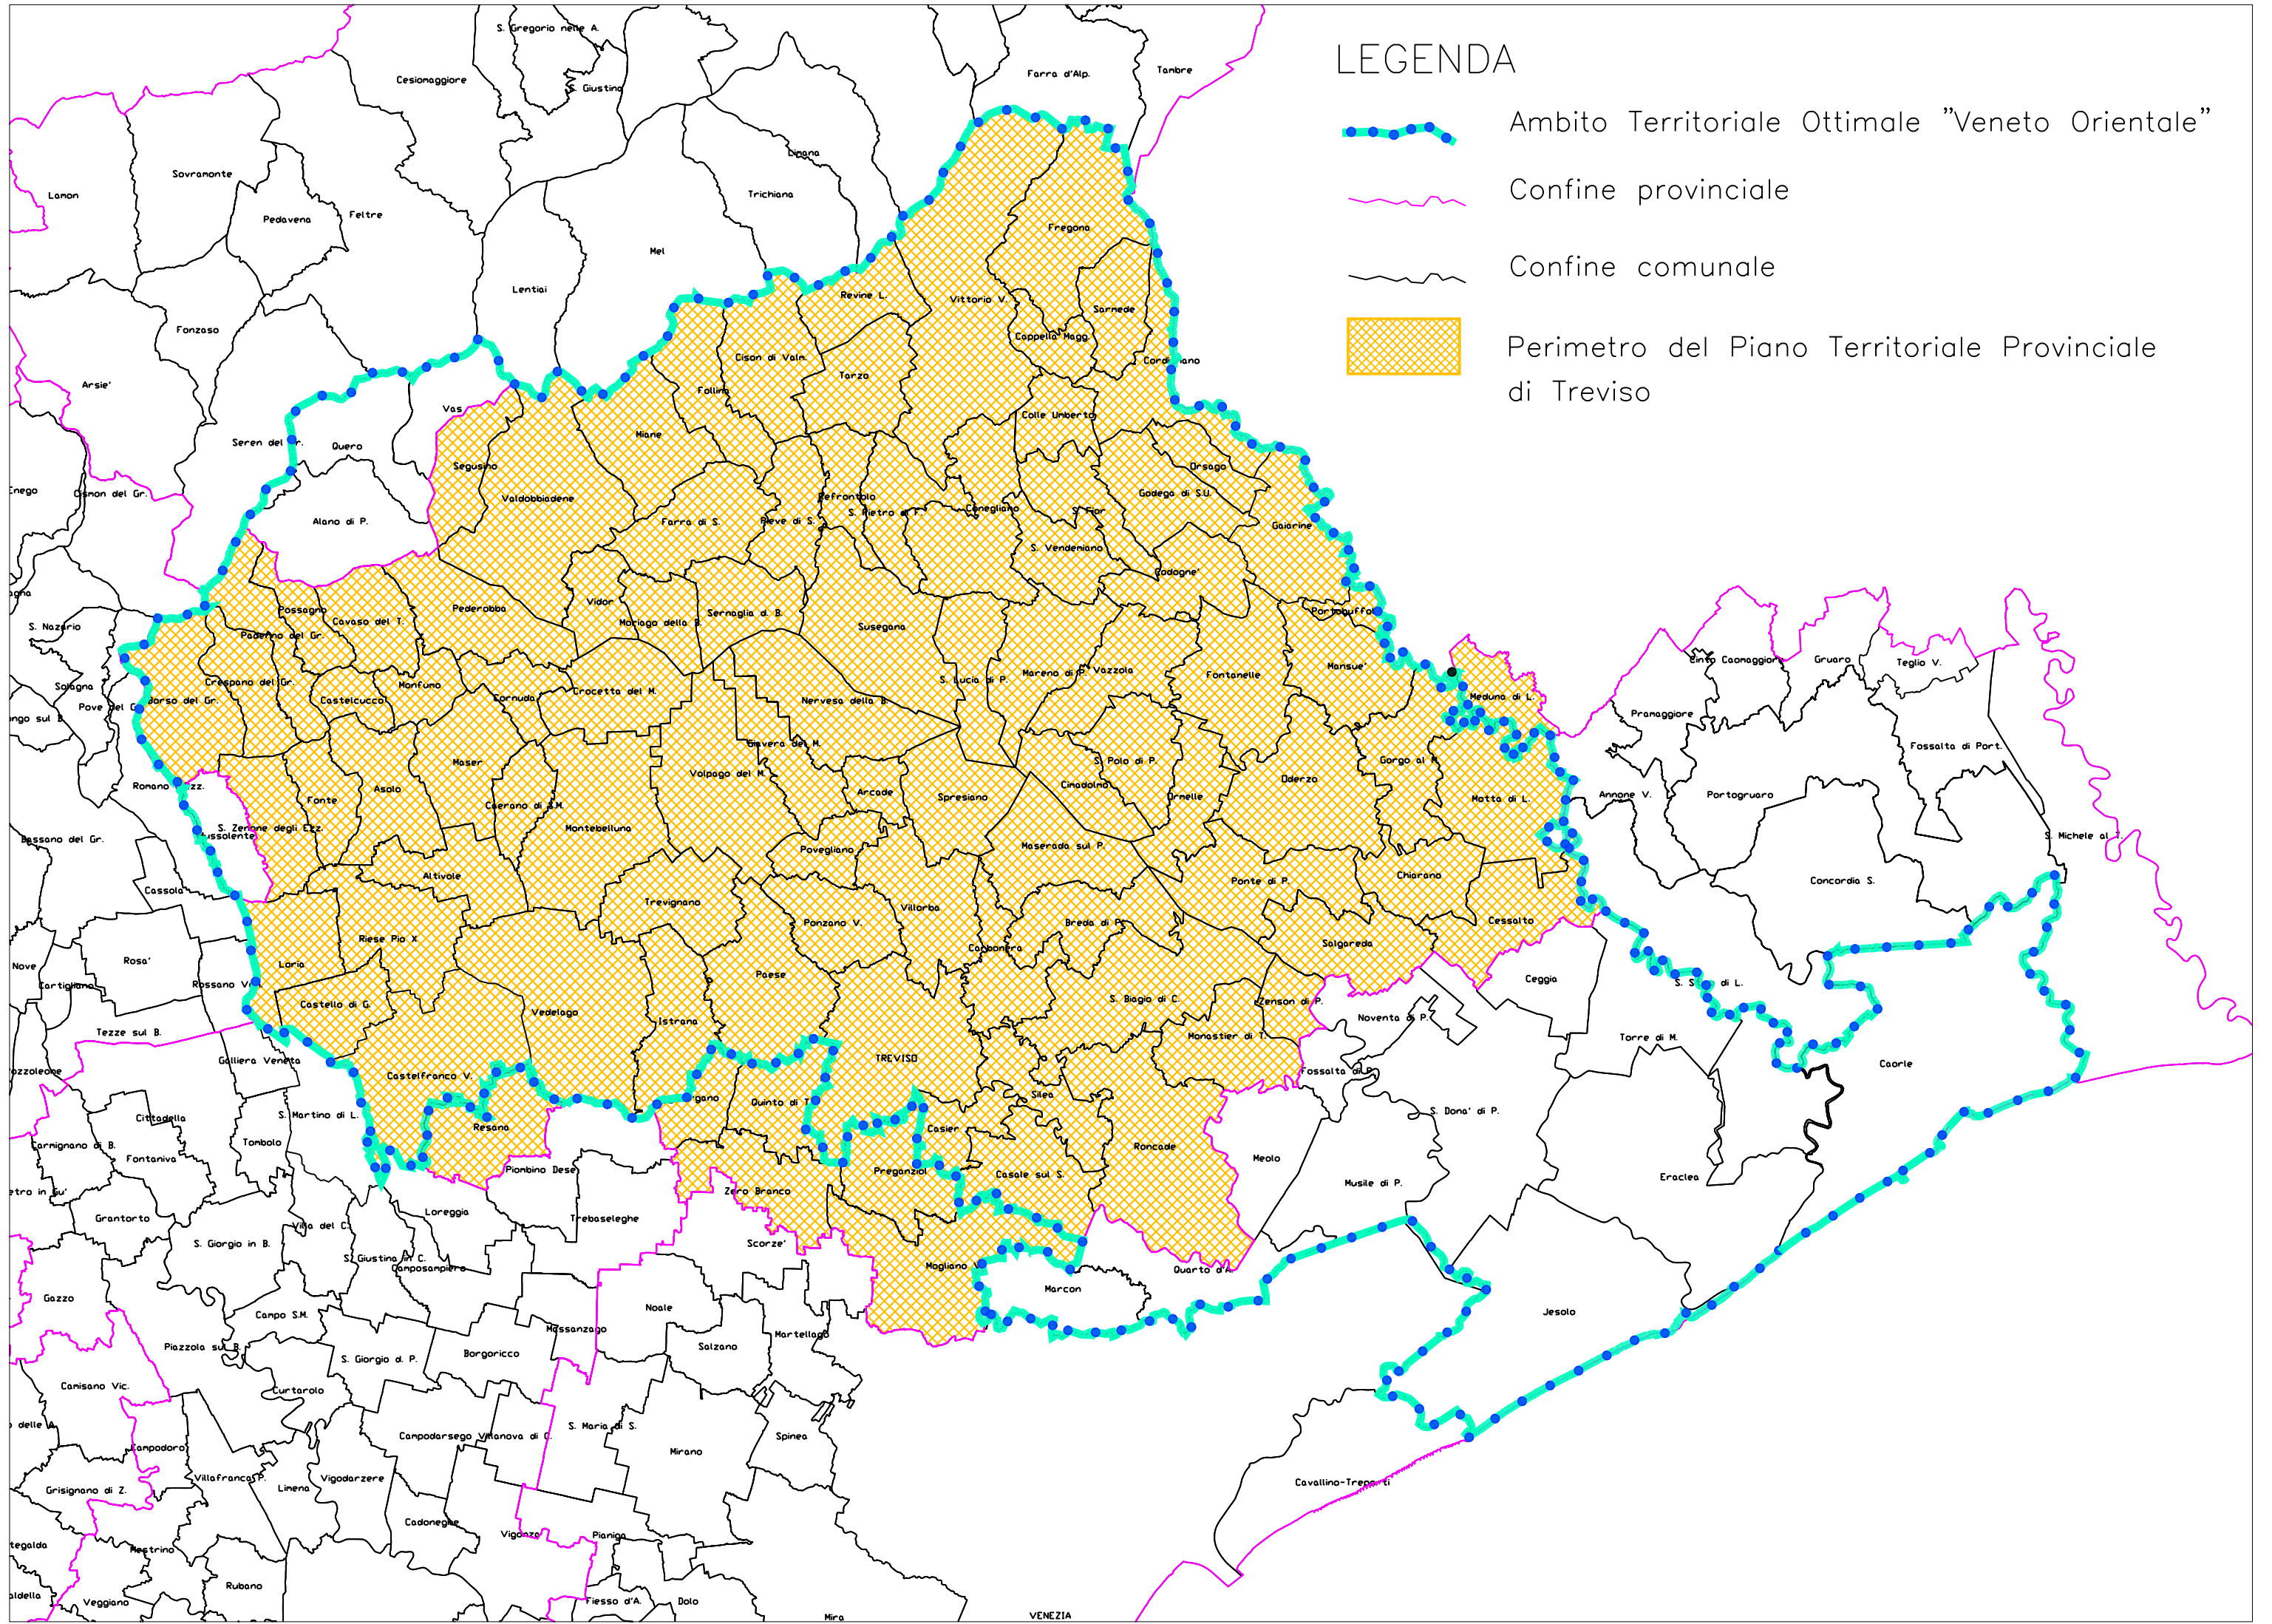 LEGENDA
Ambito Territoriale Ottimale "Veneto Orientale"
Confine provinciale
Confine comunale
Perimetro del Piano Territoriale Provinciale
di Treviso
S. Gregorio nelle A.
Cesiomaggiore
S. Giustina
Farra d'Alp.
Tambre
Limana
Trichiana
Sovramonte
Lamon
Pedavena
Feltre
Fregona
Mel
Lentiai
Revine L.
Vittorio V.
Sarmede
Fonzaso
Cappella Magg.
Cison di Valm.
Cordignano
Tarzo
Arsie'
Follina
Vas
Colle Umberto
Miane
Seren del Gr.
Quero
Segusino
Orsago
Cismon del Gr.
Godega di S.U.
Valdobbiadene
Refrontolo
Conegliano
S. Fior
S. Pietro di F.
Alano di P.
Farra di S.
Pieve di S.
Gaiarine
S. Vendemiano
Codogne'
Vidor
Pederobba
Possagno
Sernaglia d. B.
Portobuffole
Cavaso del T.
Moriago della B.
Susegana
S. Nazario
Paderno del Gr.
Cinto Caomaggiore
Gruaro
Teglio V.
Mansue'
Vazzola
Mareno di P.
Fontanelle
S. Lucia di P.
Crespano del Gr.
Monfumo
Solagna
Crocetta del M.
Cornuda
Meduna di L.
Borso del Gr.
Castelcucco
Nervesa della B.
Pove del G.
Pramaggiore
Giavera del M.
Fossalta di Port.
Maser
S. Polo di P.
Gorgo al M.
Volpago del M.
Oderzo
Cimadolmo
Romano d'Ezz.
Asolo
Arcade
Spresiano
Ormelle
Motta di L.
Annone V.
Portogruaro
Fonte
Caerano di S.M.
S. Zenone degli Ezz.
Montebelluna
Mussolente
S. Michele al T.
Bassano del Gr.
Maserada sul P.
Povegliano
Altivole
Chiarano
Ponte di P.
Concordia S.
Cassola
Trevignano
Villorba
Ponzano V.
Breda di P.
Cessalto
Riese Pio X
Carbonera
Salgareda
Rosa'
Loria
Nove
Paese
Ceggia
Cartigliano
Rossano V.
S. S. di L.
Castello di G.
S. Biagio di C.
Zenson di P.
Vedelago
Noventa di P.
Istrana
Tezze sul B.
Monastier di T.
Torre di M.
TREVISO
Galliera Veneta
Caorle
Fossalta di P.
Castelfranco V.
Silea
Quinto di T.
S. Dona' di P.
Cittadella
S. Martino di L.
Resana
Casier
Carmignano di B.
Tombolo
Roncade
Fontaniva
Meolo
Piombino Dese
Preganziol
Casale sul S.
Eraclea
Musile di P.
Zero Branco
Loreggia
Grantorto
Trebaseleghe
Villa del C.
S. Giorgio in B.
Scorze'
S. Giustina in C.
Camposampiero
Mogliano V.
Quarto d'A.
Marcon
Gazzo
Noale
Jesolo
Campo S.M.
Massanzago
Martellago
Piazzola sul B.
Salzano
Borgoricco
S. Giorgio d. P.
Camisano Vic.
Curtarolo
S. Maria di S.
Campodarsego
Villanova di C.
Spinea
Campodoro
Mirano
Villafranca P.
Vigodarzere
Cavallino-Treporti
Grisignano di Z.
Limena
Cadoneghe
Vigonza
Pianiga
Mestrino
Rubano
Veggiano
Fiesso d'A.
Dolo
Mira
VENEZIA